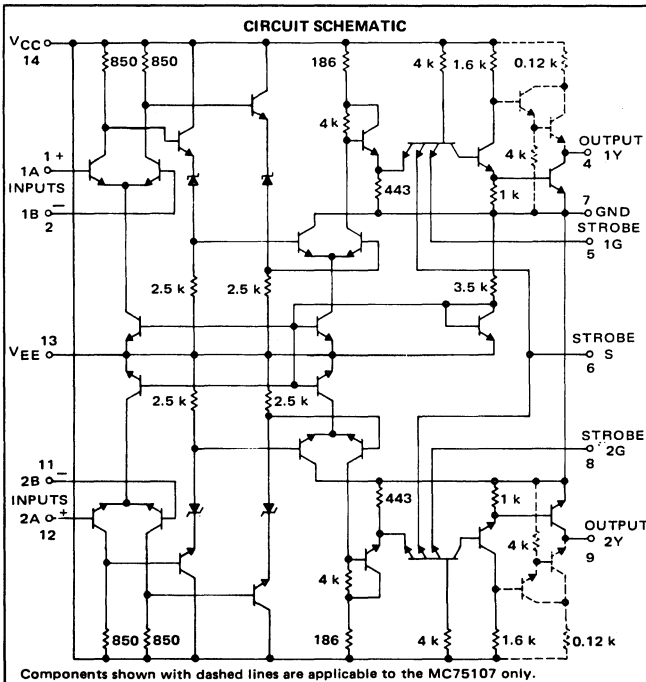 CIRCUIT SCHEMATIC
VCC
14
850 850 186 4 k 1.6 k 0.12 k
4 k
1 +
1A
INPUTS
1B
2 −
443
1 k
4 k
OUTPUT
1Y
4
7
GND
STROBE
1G
5
2.5 k 2.5 k 3.5 k
13
VEE
STROBE
S
6
2.5 k 2.5 k
STROBE
2G
8
11
2B −
INPUTS
2A +
12
443
1 k
4 k
4 k
OUTPUT
2Y
9
850 850 186 4 k 1.6 k 0.12 k
Components shown with dashed lines are applicable to the MC75107 only.